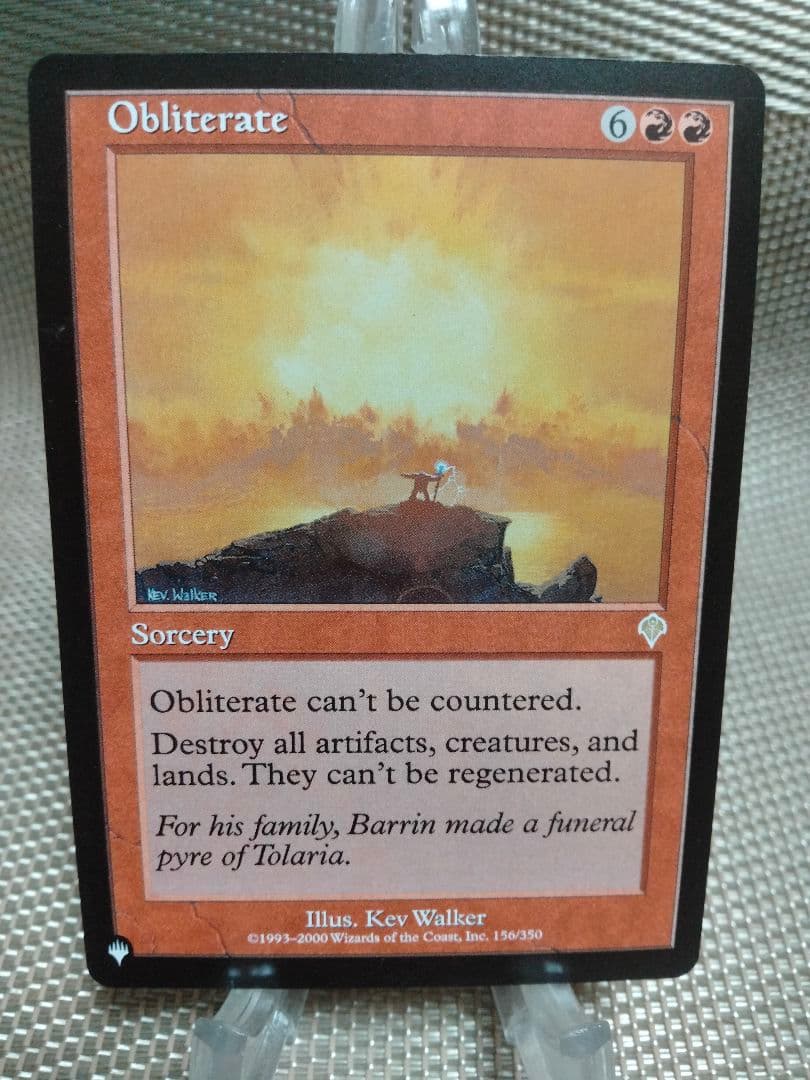 Obliterate 6
KEV. WalKER
Sorcery
Obliterate can't be countered.
Destroy all artifacts, creatures, and
lands. They can't be regenerated.
For his family, Barrin made a funeral
pyre of Tolaria.
Illus. Kev Walker
©1993–2000 Wizards of the Coast, Inc. 156/350